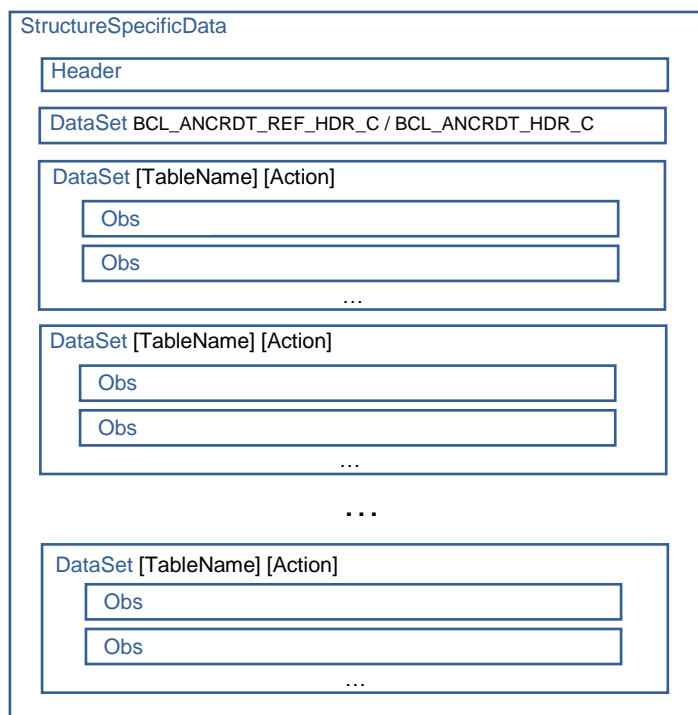 StructureSpecificData
Header
DataSet BCL_ANCRDT_REF_HDR_C / BCL_ANCRDT_HDR_C
DataSet [TableName] [Action]
Obs
Obs
…
DataSet [TableName] [Action]
Obs
Obs
…
…
DataSet [TableName] [Action]
Obs
Obs
…